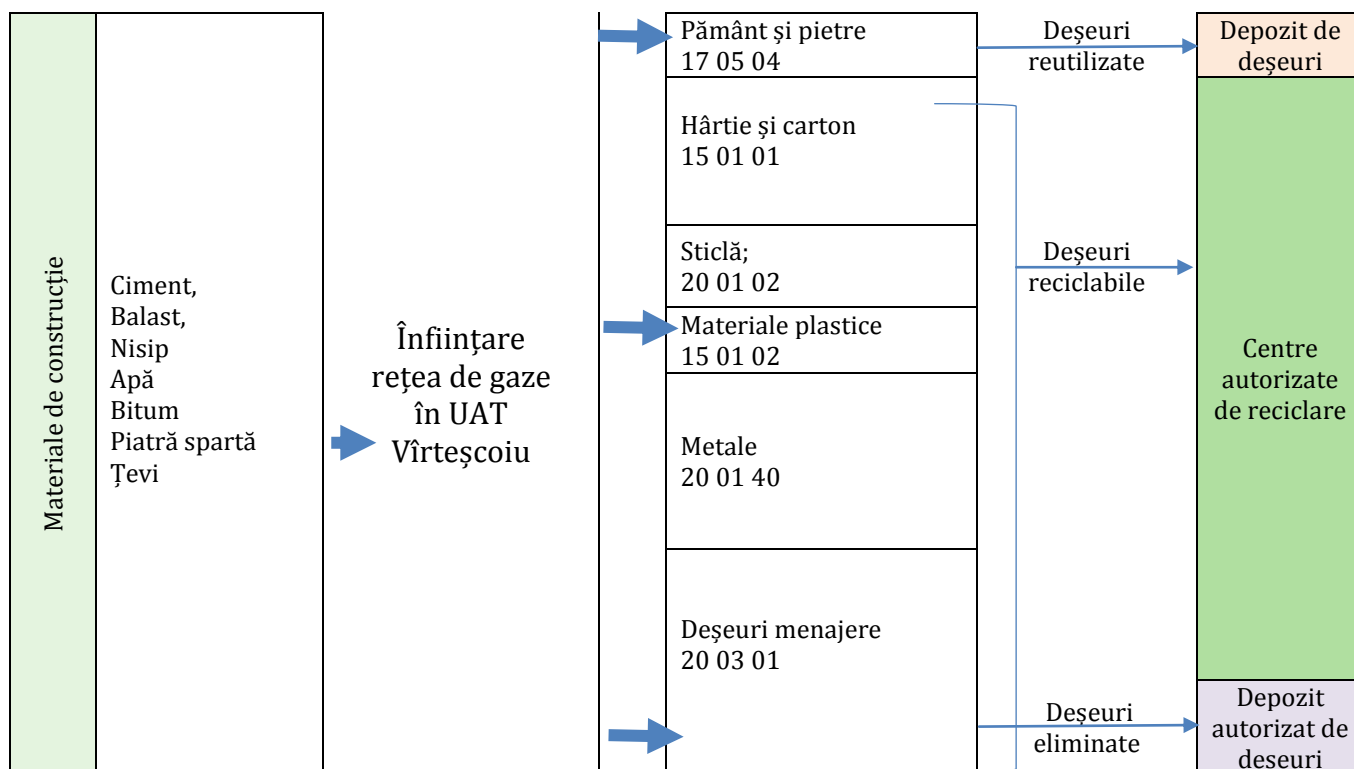 Materiale de construcție
Ciment,
Balast,
Nisip
Apă
Bitum
Piatră spartă
Țevi
Înființare
rețea de gaze
în UAT
Vîrteșcoiu
Pământ și pietre
17 05 04
Hârtie și carton
15 01 01
Sticlă;
20 01 02
Materiale plastice
15 01 02
Metale
20 01 40
Deșeuri menajere
20 03 01
Deșeuri
reutilizate
Deșeuri
reciclabile
Deșeuri
eliminate
Depozit de
deșeuri
Centre
autorizate
de reciclare
Depozit
autorizat de
deșeuri